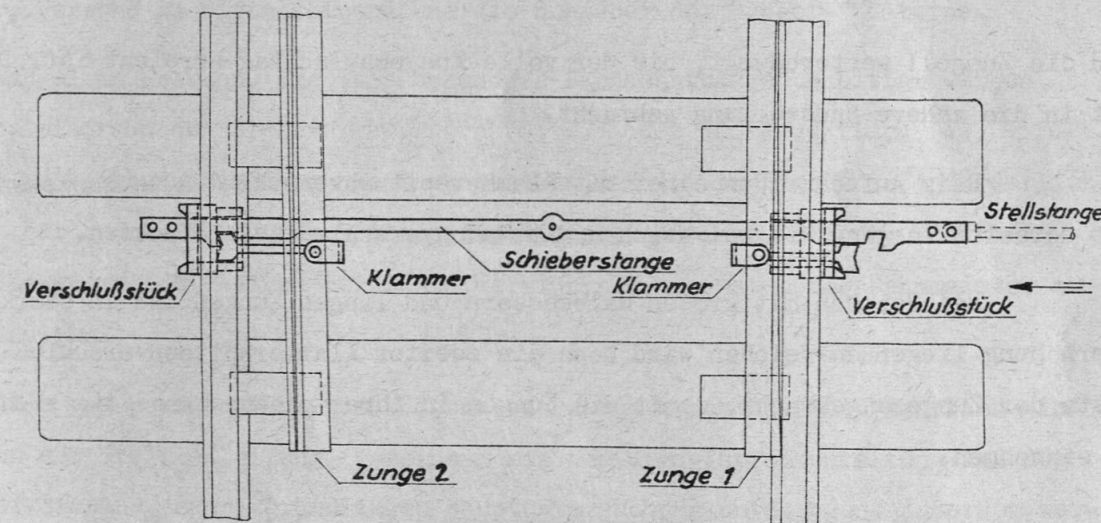 Stellstange
Klammer
Schieberstange
Klammer
Verschlußstück
Verschlußstück
Zunge 2
Zunge 1